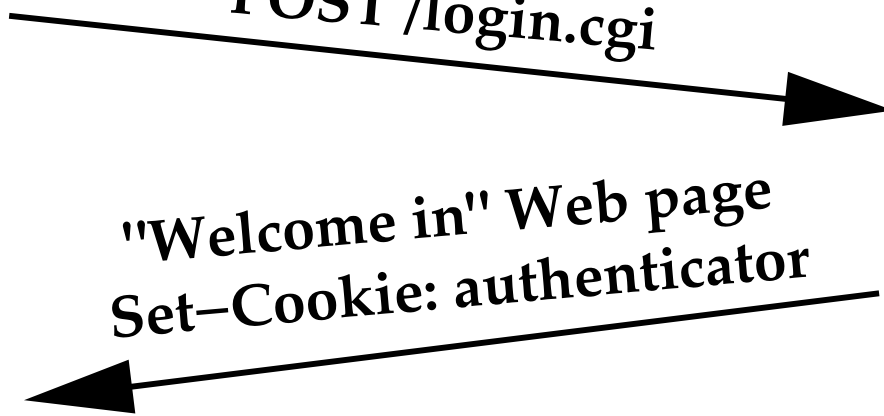 POST /login.cgi
"Welcome in" Web page
Set–Cookie: authenticator